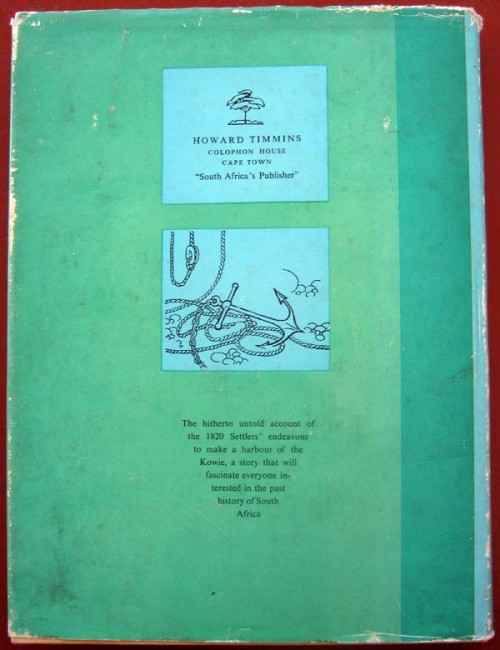 HOWARD TIMMINS
COLOPHON HOUSE
CAPE TOWN
"South Africa's Publisher"
The hitherto untold account of
the 1820 Settlers' endeavour
to make a harbour of the
Kowie, a story that will
fascinate everyone in-
terested in the past
history of South
Africa